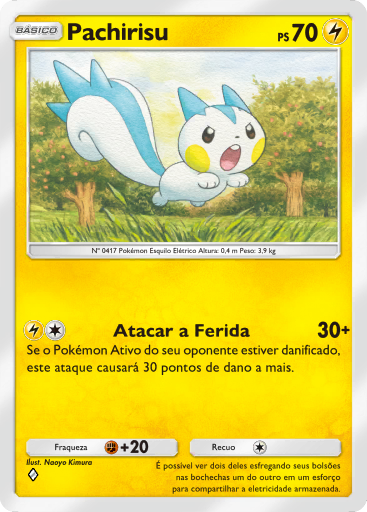 BÁSICO Pachirisu PS 70
Nº 0417 Pokémon Esquilo Elétrico Altura: 0,4 m Peso: 3,9 kg
Atacar a Ferida 30+
Se o Pokémon Ativo do seu oponente estiver danificado,
este ataque causará 30 pontos de dano a mais.
Fraqueza +20 Recuo
Ilust. Naoyo Kimura
É possível ver dois deles esfregando seus bolsões
nas bochechas um do outro em um esforço
para compartilhar a eletricidade armazenada.